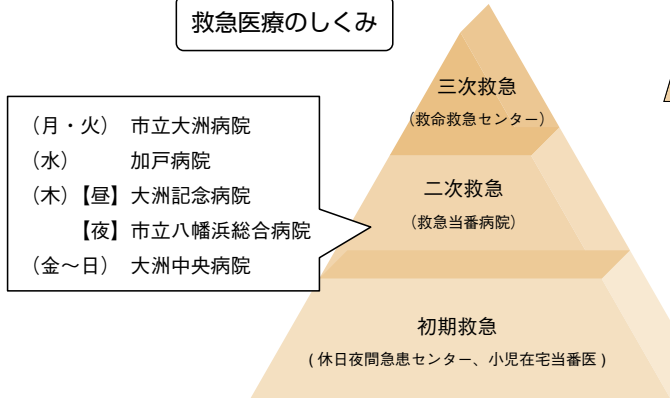 救急医療のしくみ
三次救急
(救命救急センター)
(月・火) 市立大洲病院
(水) 加戸病院
(木)【昼】大洲記念病院
【夜】市立八幡浜総合病院
(金〜日) 大洲中央病院
二次救急
(救急当番病院)
初期救急
(休日夜間急患センター、小児在宅当番医)